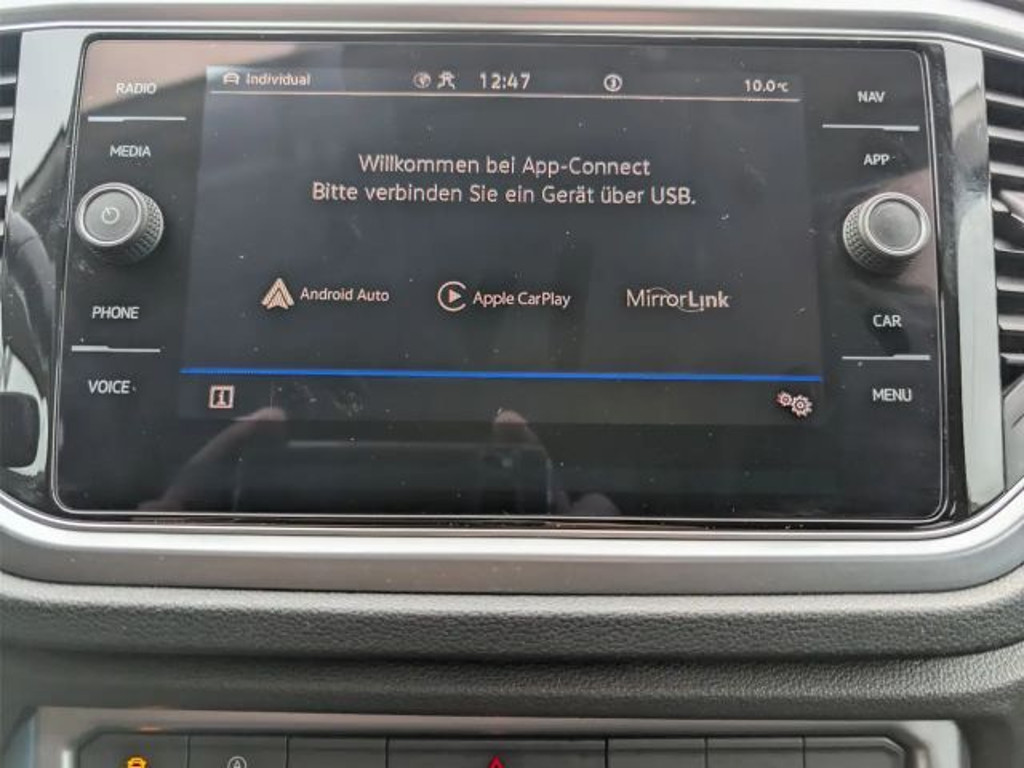 RADIO
MEDIA
PHONE
VOICE
Individual
12:47
10.0°C
Willkommen bei App-Connect
Bitte verbinden Sie ein Gerät über USB.
Android Auto
Apple CarPlay
MirrorLink
NAV
APP
CAR
MENU